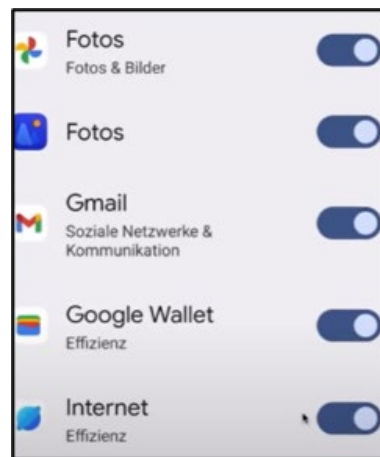 Fotos
Fotos & Bilder
Fotos
Gmail
Soziale Netzwerke &
Kommunikation
Google Wallet
Effizienz
Internet
Effizienz